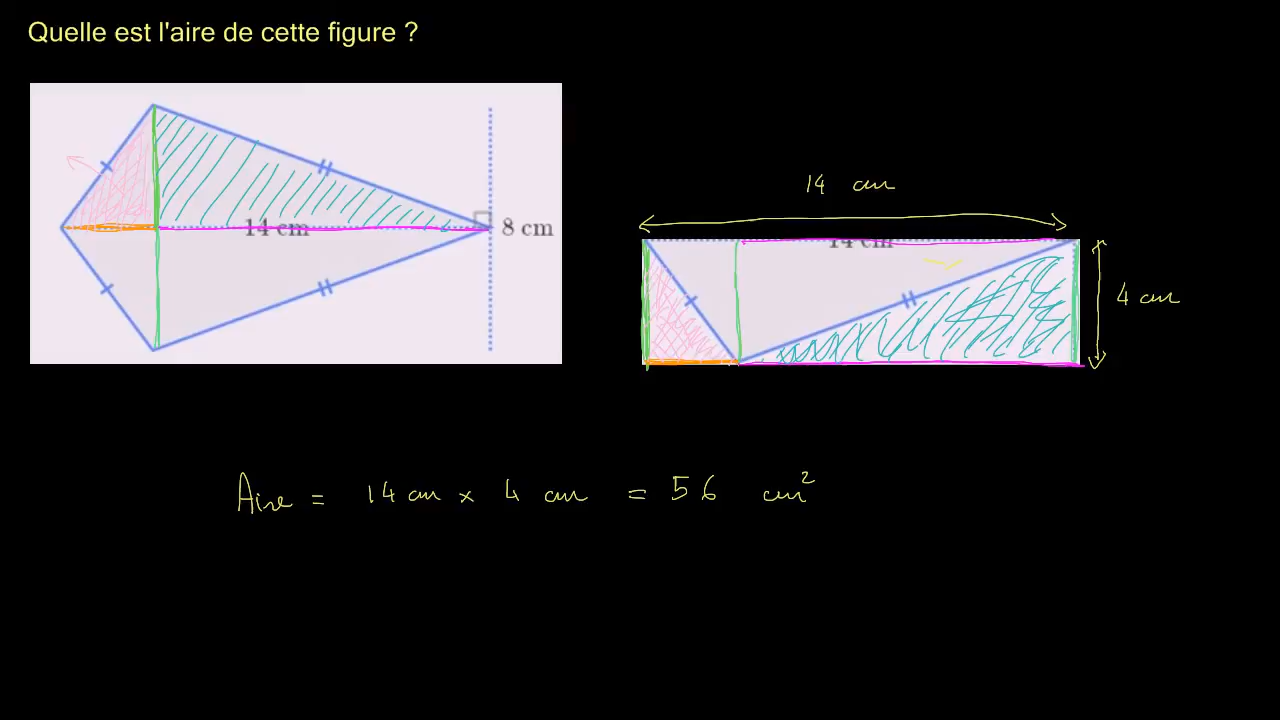 Quelle est l'aire de cette figure ?
14 cm
8 cm
14 cm
14 cm
4 cm
Aire = 14 cm x 4 cm = 56 cm²